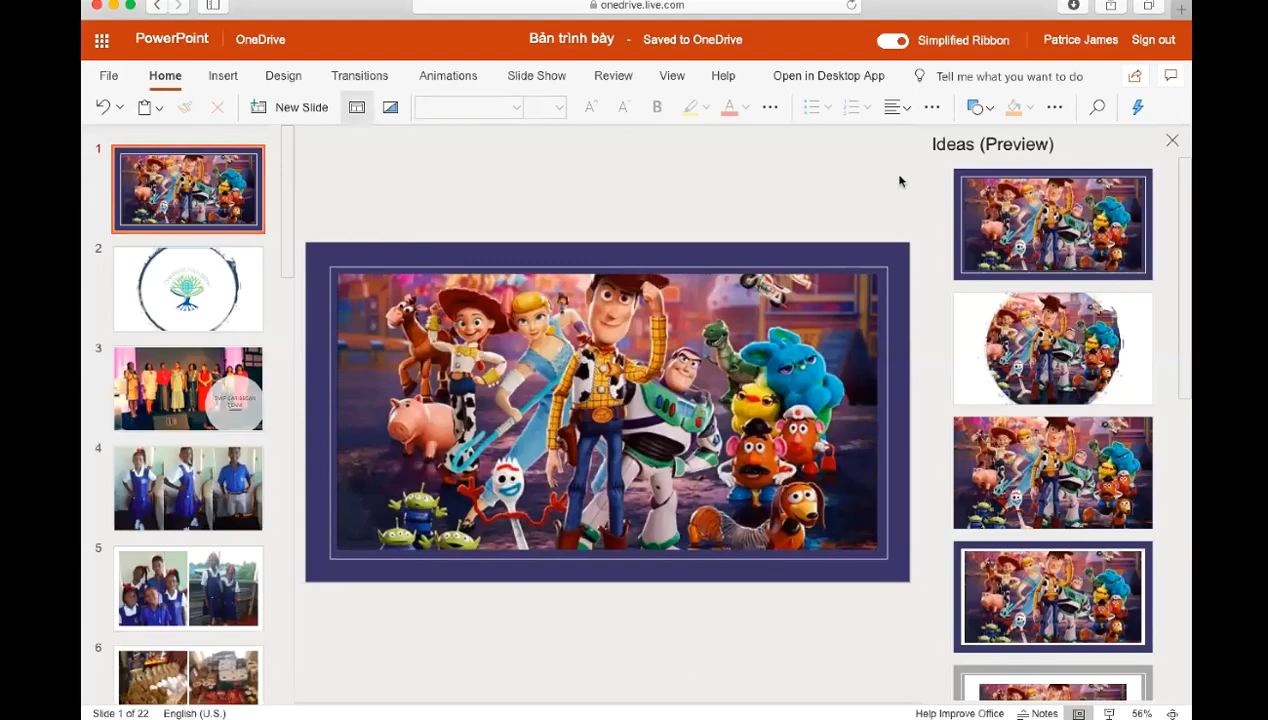 onedrive.live.com
PowerPoint OneDrive Bản trình bày - Saved to OneDrive Simplified Ribbon Patrice James Sign out
File Home Insert Design Transitions Animations Slide Show Review View Help Open in Desktop App Tell me what you want to do
New Slide B A
Ideas (Preview)
1
2
3
4
5
6
Slide 1 of 22 English (U.S.) Help Improve Office Notes 56%